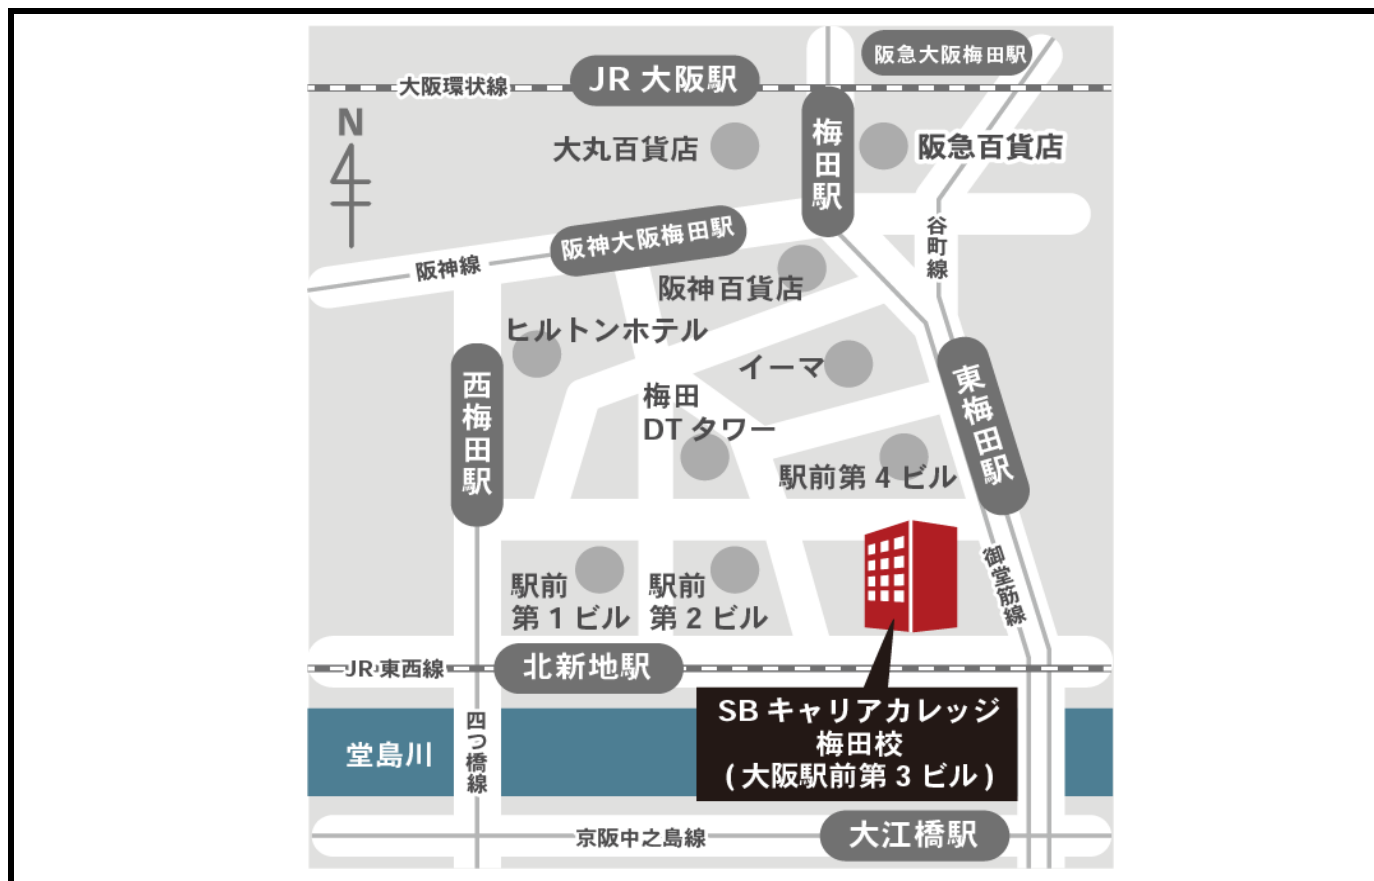 阪急大阪梅田駅
JR 大阪駅
大阪環状線
N
梅田駅
大丸百貨店
阪急百貨店
谷町線
阪神大阪梅田駅
阪神線
阪神百貨店
ヒルトンホテル
イーマ
西梅田駅
梅田
DT タワー
東梅田駅
駅前第 4 ビル
御堂筋線
駅前
第 1 ビル
駅前
第 2 ビル
JR 東西線
北新地駅
SB キャリアカレッジ
梅田校
( 大阪駅前第 3 ビル )
四つ橋線
堂島川
京阪中之島線
大江橋駅